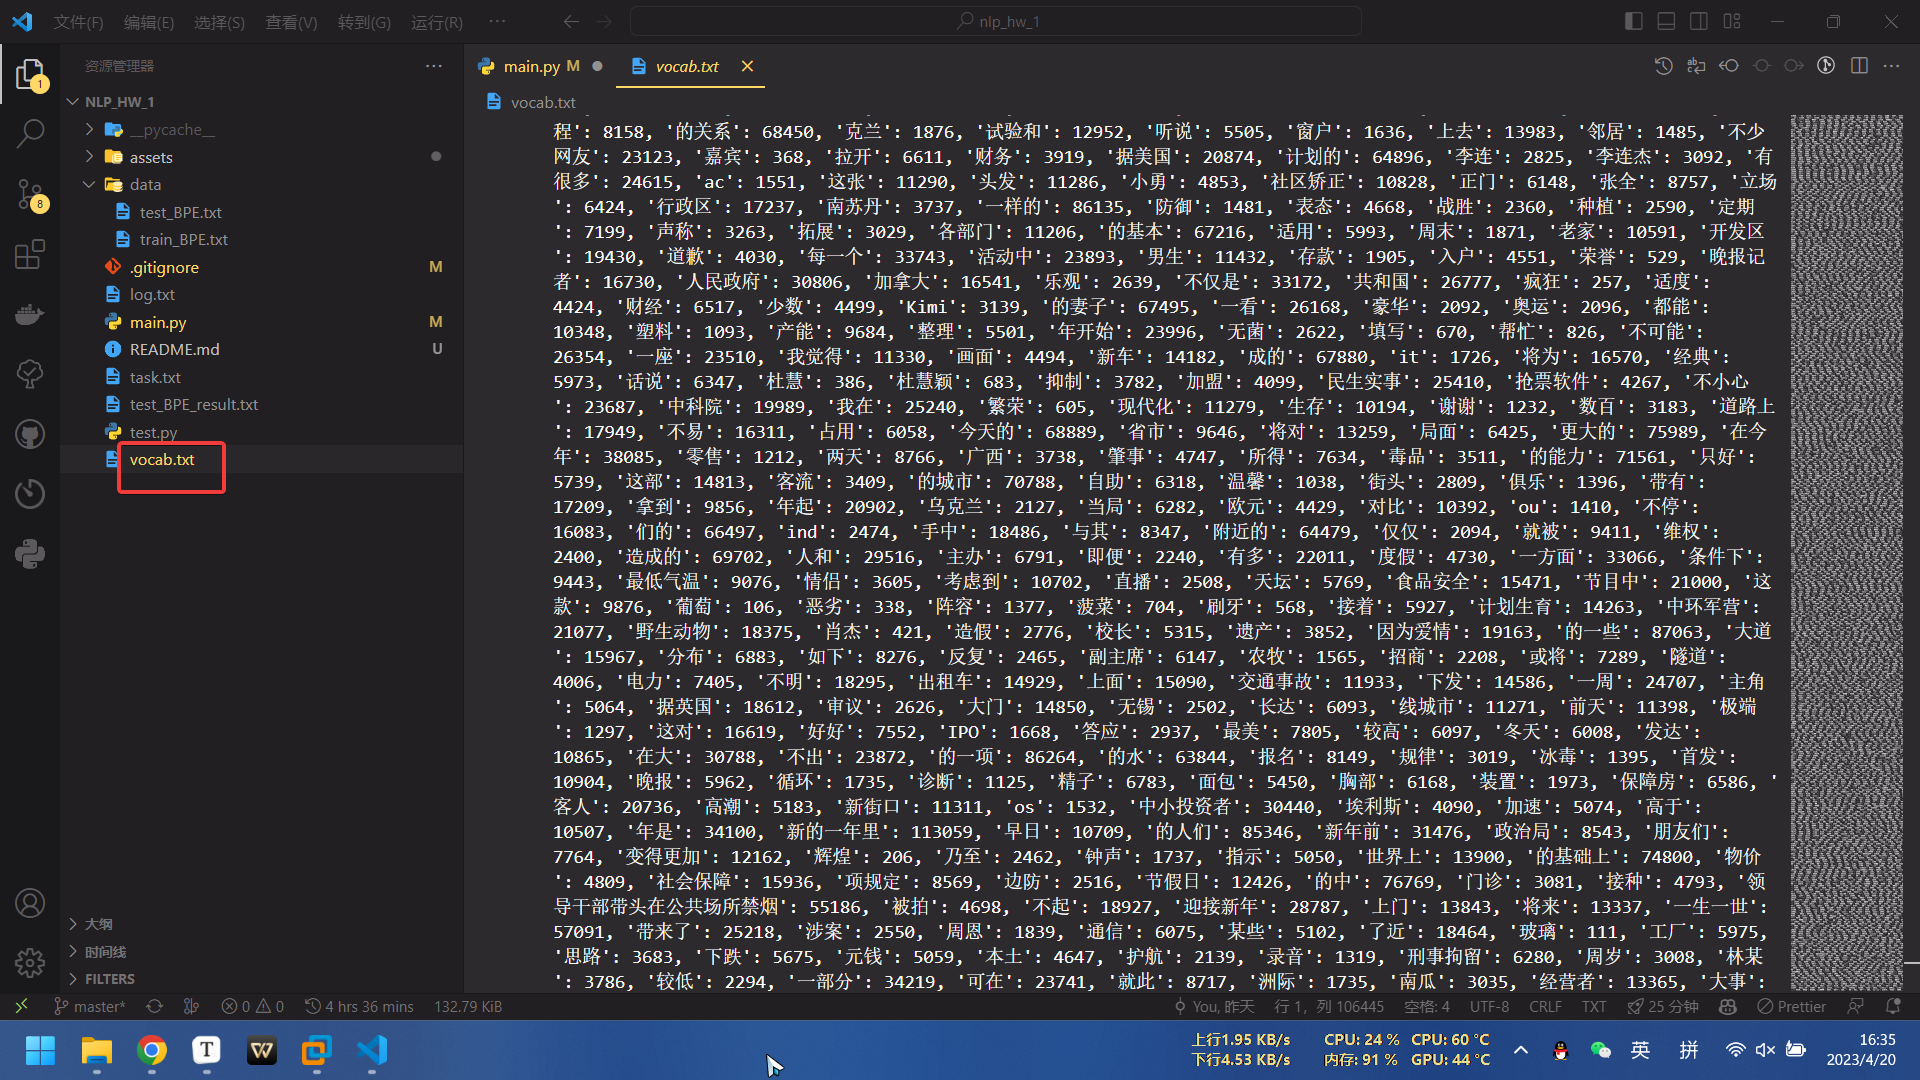 文件(F) 编辑(E) 选择(S) 查看(V) 转到(G) 运行(R) ··· nlp_hw_1
资源管理器
NLP_HW_1
__pycache__
assets
data
test_BPE.txt
train_BPE.txt
.gitignore M
log.txt
main.py M
README.md U
task.txt
test_BPE_result.txt
test.py
vocab.txt
大纲
时间线
FILTERS
1
8
main.py M vocab.txt
vocab.txt
程': 8158, '的关系': 68450, '克兰': 1876, '试验和': 12952, '听说': 5505, '窗户': 1636, '上去': 13983, '邻居': 1485, '不少
网友': 23123, '嘉宾': 368, '拉开': 6611, '财务': 3919, '据美国': 20874, '计划的': 64896, '李连': 2825, '李连杰': 3092, '有
很多': 24615, 'ac': 1551, '这张': 11290, '头发': 11286, '小勇': 4853, '社区矫正': 10828, '正门': 6148, '张全': 8757, '立场
': 6424, '行政区': 17237, '南苏丹': 3737, '一样的': 86135, '防御': 1481, '表态': 4668, '战胜': 2360, '种植': 2590, '定期
': 7199, '声称': 3263, '拓展': 3029, '各部门': 11206, '的基本': 67216, '适用': 5993, '周末': 1871, '老家': 10591, '开发区
': 19430, '道歉': 4030, '每一个': 33743, '活动中': 23893, '男生': 11432, '存款': 1905, '入户': 4551, '荣誉': 529, '晚报记
者': 16730, '人民政府': 30806, '加拿大': 16541, '乐观': 2639, '不仅是': 33172, '共和国': 26777, '疯狂': 257, '适度':
4424, '财经': 6517, '少数': 4499, 'Kimi': 3139, '的妻子': 67495, '一看': 26168, '豪华': 2092, '奥运': 2096, '都能':
10348, '塑料': 1093, '产能': 9684, '整理': 5501, '年开始': 23996, '无菌': 2622, '填写': 670, '帮忙': 826, '不可能':
26354, '一座': 23510, '我觉得': 11330, '画面': 4494, '新车': 14182, '成的': 67880, 'it': 1726, '将为': 16570, '经典':
5973, '话说': 6347, '杜慧': 386, '杜慧颖': 683, '抑制': 3782, '加盟': 4099, '民生实事': 25410, '抢票软件': 4267, '不小心
': 23687, '中科院': 19989, '我在': 25240, '繁荣': 605, '现代化': 11279, '生存': 10194, '谢谢': 1232, '数百': 3183, '道路上
': 17949, '不易': 16311, '占用': 6058, '今天的': 68889, '省市': 9646, '将对': 13259, '局面': 6425, '更大的': 75989, '在今
年': 38085, '零售': 1212, '两天': 8766, '广西': 3738, '肇事': 4747, '所得': 7634, '毒品': 3511, '的能力': 71561, '只好':
5739, '这部': 14813, '客流': 3409, '的城市': 70788, '自助': 6318, '温馨': 1038, '街头': 2809, '俱乐': 1396, '带有':
17209, '拿到': 9856, '年起': 20902, '乌克兰': 2127, '当局': 6282, '欧元': 4429, '对比': 10392, 'ou': 1410, '不停':
16083, '们的': 66497, 'ind': 2474, '手中': 18486, '与其': 8347, '附近的': 64479, '仅仅': 2094, '就被': 9411, '维权':
2400, '造成的': 69702, '人和': 29516, '主办': 6791, '即便': 2240, '有多': 22011, '度假': 4730, '一方面': 33066, '条件下':
9443, '最低气温': 9076, '情侣': 3605, '考虑到': 10702, '直播': 2508, '天坛': 5769, '食品安全': 15471, '节目中': 21000, '这
款': 9876, '葡萄': 106, '恶劣': 338, '阵容': 1377, '菠菜': 704, '刷牙': 568, '接着': 5927, '计划生育': 14263, '中环军营':
21077, '野生动物': 18375, '肖杰': 421, '造假': 2776, '校长': 5315, '遗产': 3852, '因为爱情': 19163, '的一些': 87063, '大道
': 15967, '分布': 6883, '如下': 8276, '反复': 2465, '副主席': 6147, '农牧': 1565, '招商': 2208, '或将': 7289, '隧道':
4006, '电力': 7405, '不明': 18295, '出租车': 14929, '上面': 15090, '交通事故': 11933, '下发': 14586, '一周': 24707, '主角
': 5064, '据英国': 18612, '审议': 2626, '大门': 14850, '无锡': 2502, '长达': 6093, '线城市': 11271, '前天': 11398, '极端
': 1297, '这对': 16619, '好好': 7552, 'IPO': 1668, '答应': 2937, '最美': 7805, '较高': 6097, '冬天': 6008, '发达':
10865, '在大': 30788, '不出': 23872, '的一项': 86264, '的水': 63844, '报名': 8149, '规律': 3019, '冰毒': 1395, '首发':
10904, '晚报': 5962, '循环': 1735, '诊断': 1125, '精子': 6783, '面包': 5450, '胸部': 6168, '装置': 1973, '保障房': 6586, '
客人': 20736, '高潮': 5183, '新街口': 11311, 'os': 1532, '中小投资者': 30440, '埃利斯': 4090, '加速': 5074, '高于':
10507, '年是': 34100, '新的一年里': 113059, '早日': 10709, '的人们': 85346, '新年前': 31476, '政治局': 8543, '朋友们':
7764, '变得更加': 12162, '辉煌': 206, '乃至': 2462, '钟声': 1737, '指示': 5050, '世界上': 13900, '的基础上': 74800, '物价
': 4809, '社会保障': 15936, '项规定': 8569, '边防': 2516, '节假日': 12426, '的中': 76769, '门诊': 3081, '接种': 4793, '领
导干部带头在公共场所禁烟': 55186, '被拍': 4698, '不起': 18927, '迎接新年': 28787, '上门': 13843, '将来': 13337, '一生一世':
57091, '带来了': 25218, '涉案': 2550, '周恩': 1839, '通信': 6075, '某些': 5102, '了近': 18464, '玻璃': 111, '工厂': 5975,
'思路': 3683, '下跌': 5675, '元钱': 5059, '本土': 4647, '护航': 2139, '录音': 1319, '刑事拘留': 6280, '周岁': 3008, '林某
': 3786, '较低': 2294, '一部分': 34219, '可在': 23741, '就此': 8717, '洲际': 1735, '南瓜': 3035, '经营者': 13365, '大事':
master* 0 0 4 hrs 36 mins 132.79 KiB You, 昨天 行 1, 列 106445 空格: 4 UTF-8 CRLF TXT 25 分钟 Prettier
上行1.95 KB/s CPU: 24 % CPU: 60 °C
下行4.53 KB/s 内存: 91 % GPU: 44 °C
英 拼
16:35
2023/4/20